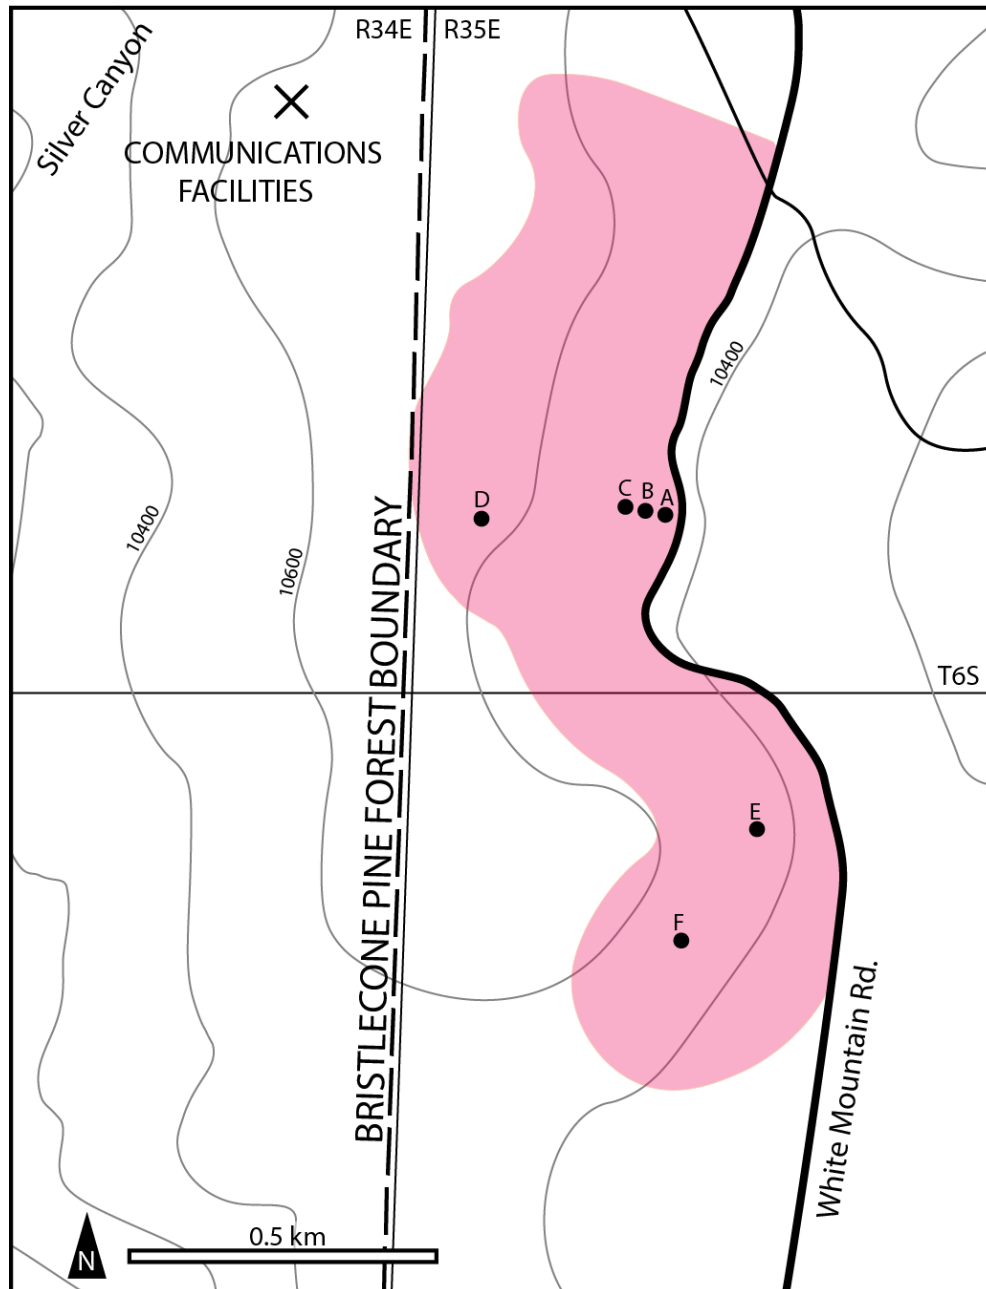 R34E
R35E
Silver Canyon
COMMUNICATIONS
FACILITIES
10400
D
C
B
A
10400
10600
BRISTLECONE PINE FOREST BOUNDARY
T6S
E
F
White Mountain Rd.
0.5 km
N